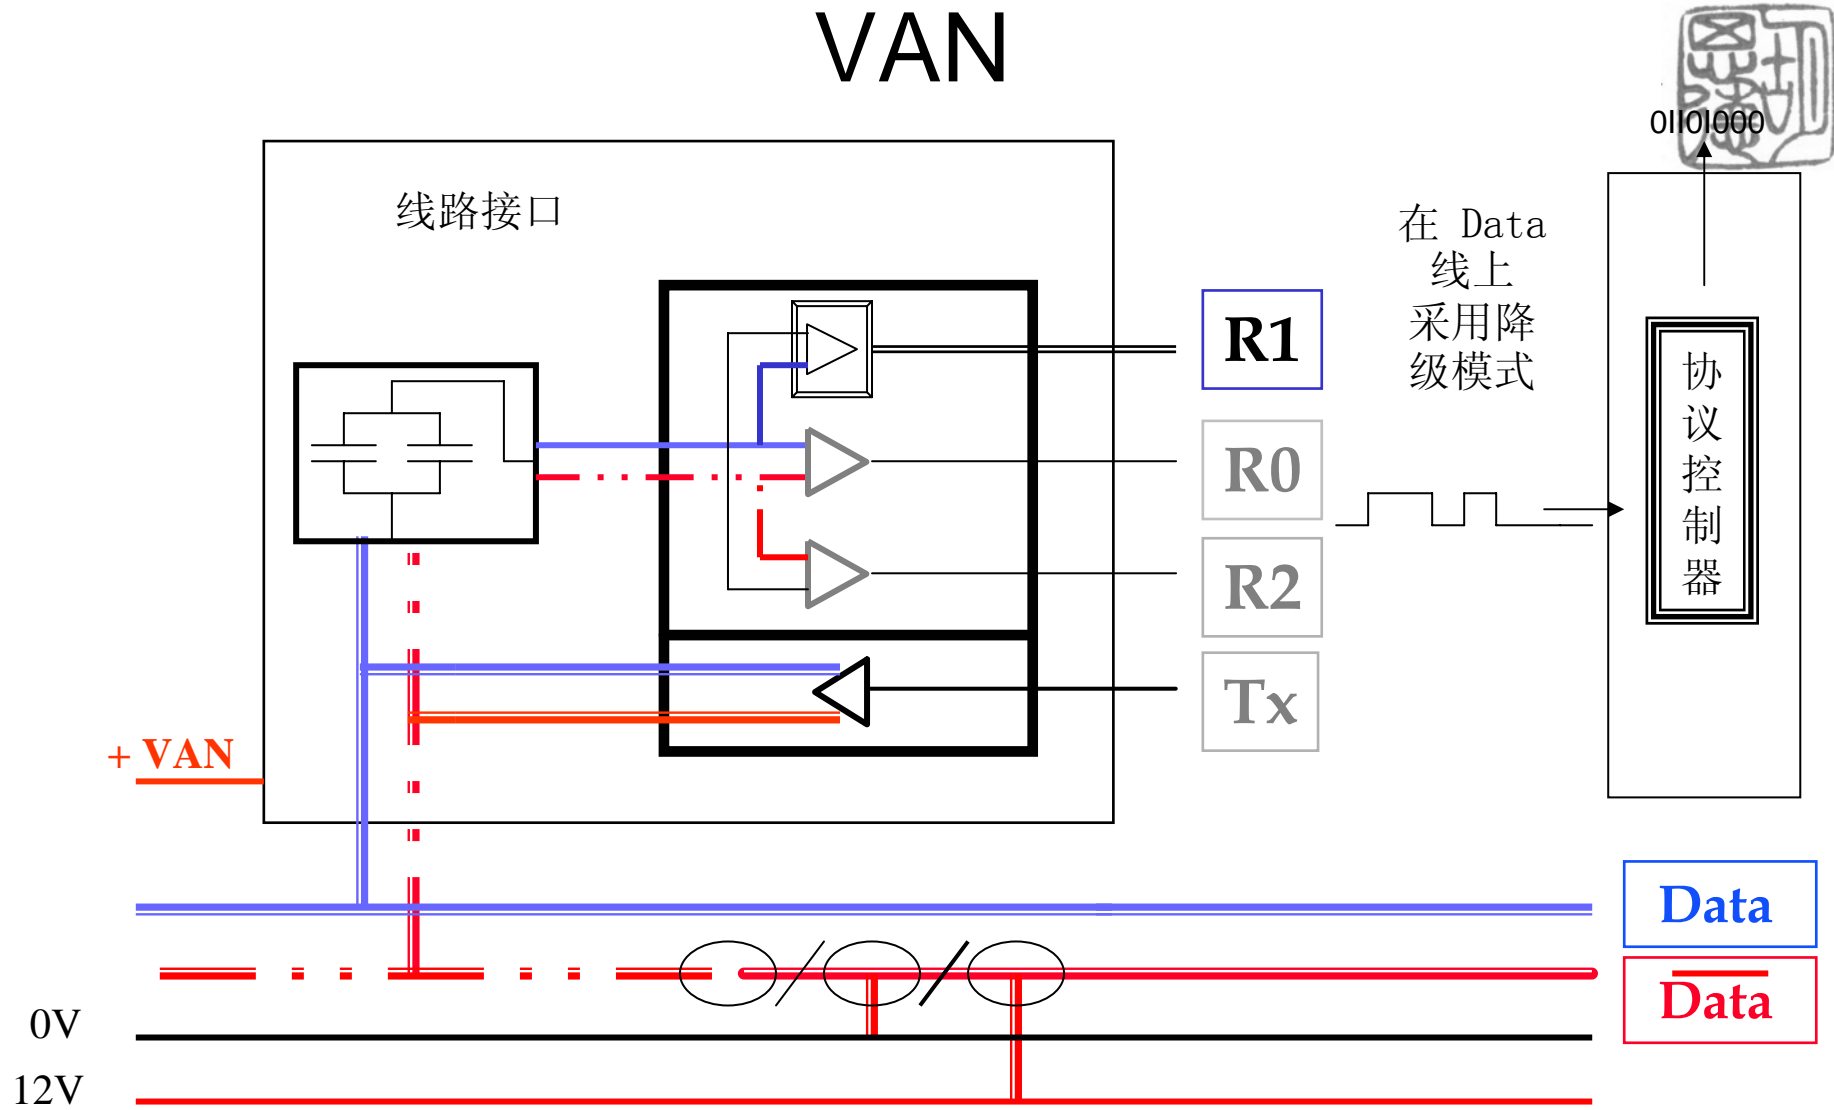 VAN
0II0I000
线路接口
在 Data
线上
采用降
级模式
R1
R0
R2
Tx
协
议
控
制
器
+ VAN
Data
Data
0V
12V